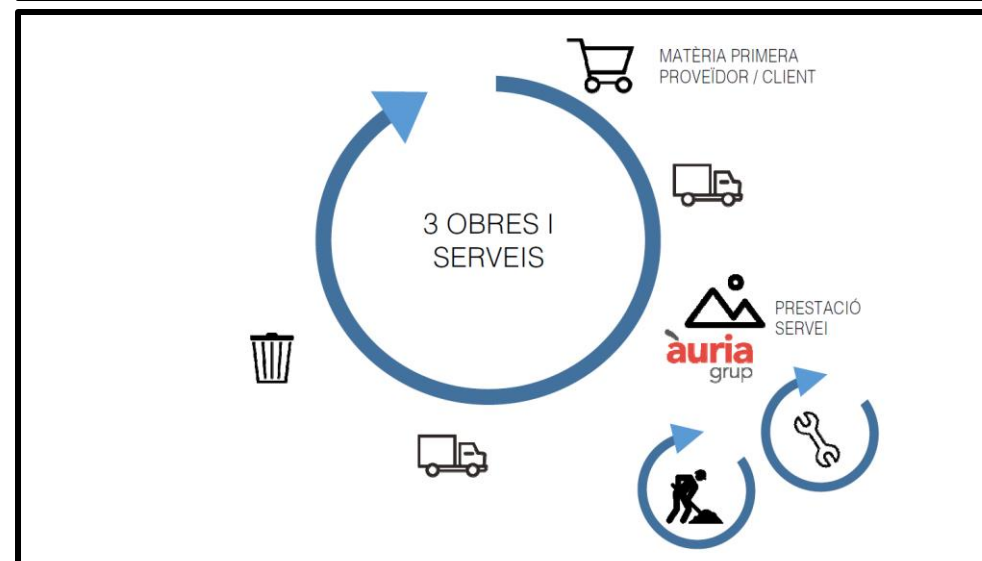 MATÈRIA PRIMERA
PROVEÏDOR / CLIENT
3 OBRES I
SERVEIS
PRESTACIÓ
SERVEI
àuria
grup